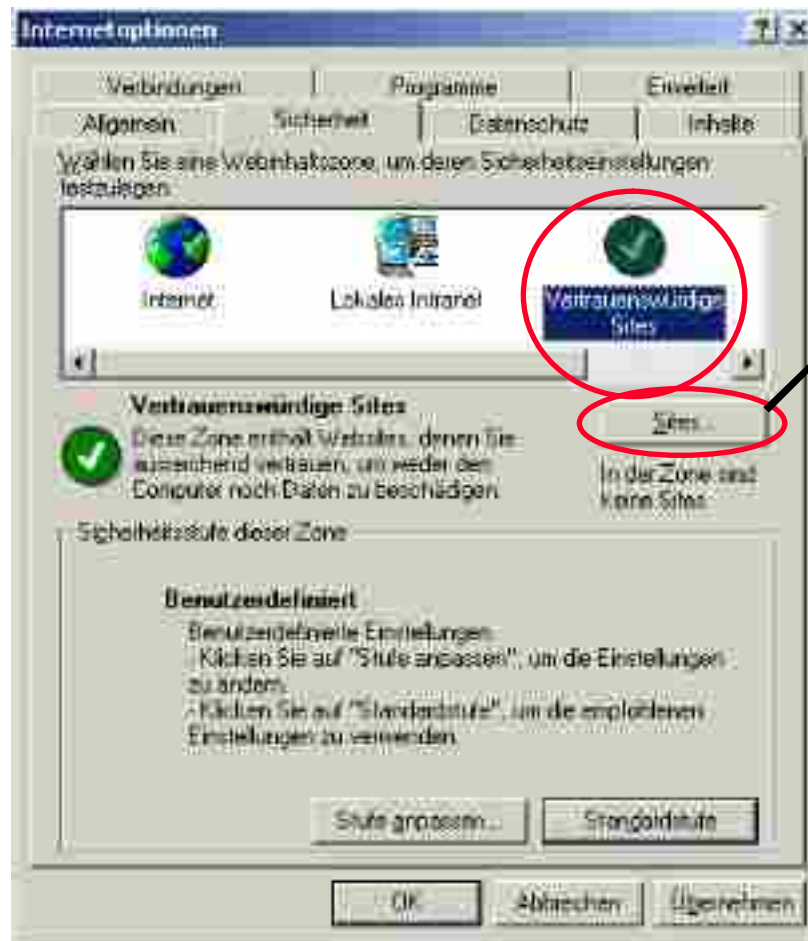 Internetoptionen
Verbindungen Programme Erweitert
Allgemein Sicherheit Datenschutz Inhalte
Wählen Sie eine Webinhaltszone, um deren Sicherheitseinstellungen
festzulegen.
Internet Lokales Intranet Vertrauenswürdige
Sites
Vertrauenswürdige Sites
Diese Zone enthält Websites, denen Sie
ausreichend vertrauen, um weder den
Computer noch Daten zu beschädigen.
Sites...
In der Zone sind
keine Sites.
Sicherheitsstufe dieser Zone
Benutzerdefiniert
Benutzerdefinierte Einstellungen.
- Klicken Sie auf "Stufe anpassen", um die Einstellungen
zu ändern.
- Klicken Sie auf "Standardstufe", um die empfohlenen
Einstellungen zu verwenden.
Stufe anpassen... Standardstufe
OK Abbrechen Übernehmen